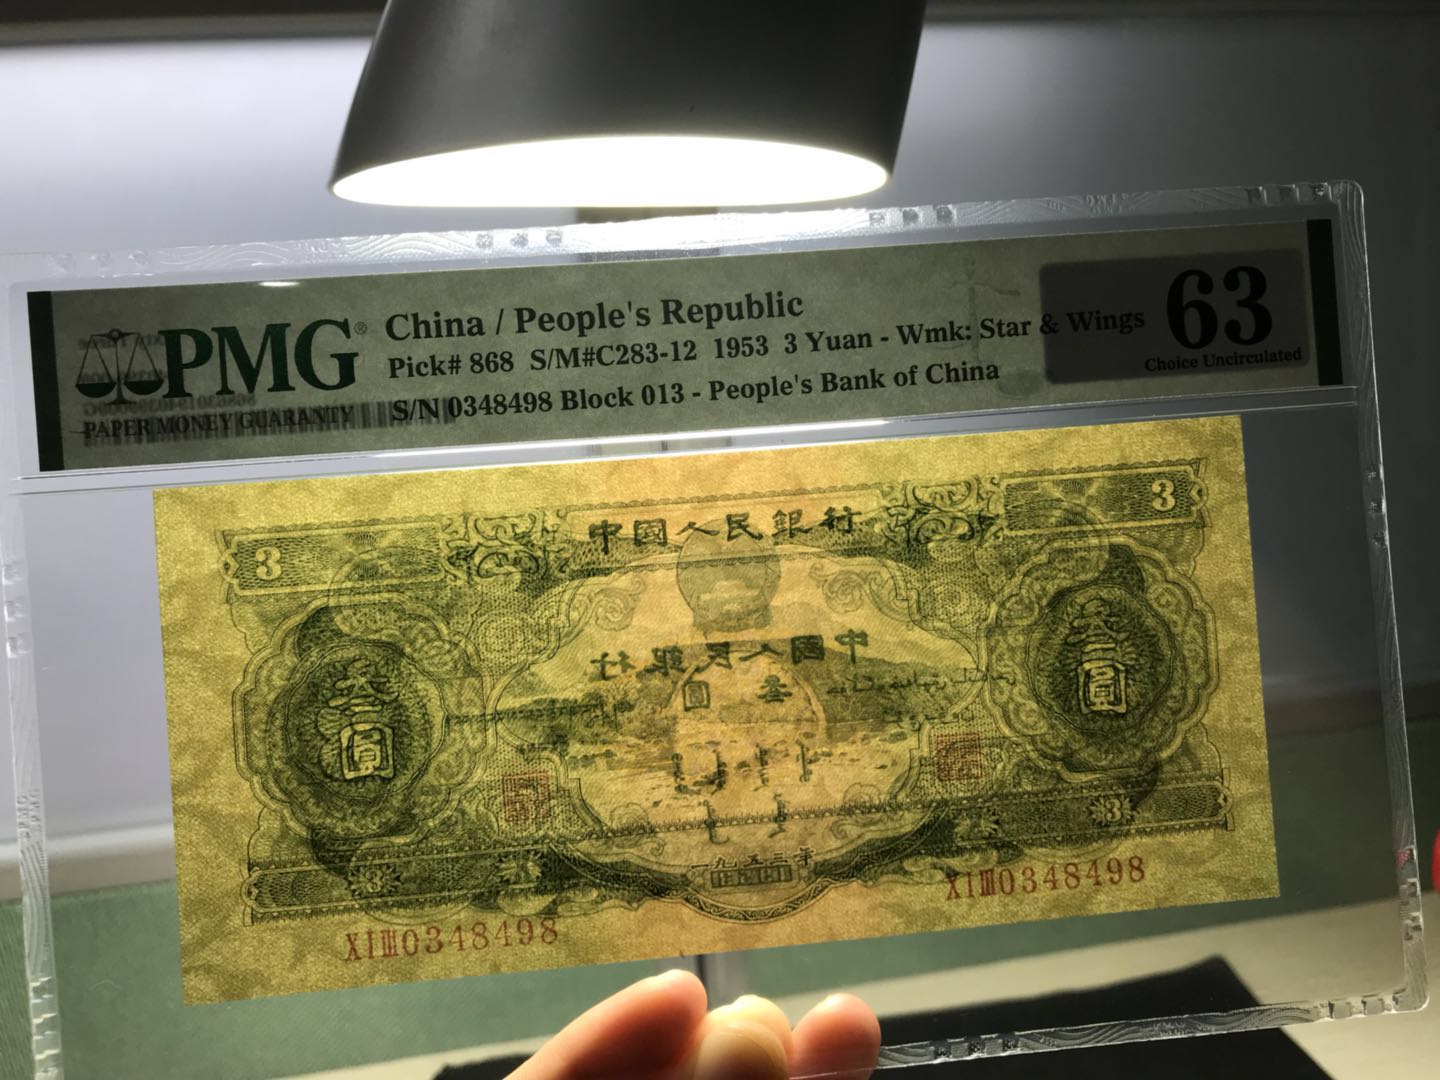 PMG®
PAPER MONEY GUARANTY
China / People's Republic
Pick# 868 S/M#C283-12 1953 3 Yuan - Wmk: Star & Wings
S/N 0348498 Block 013 - People's Bank of China
63
Choice Uncirculated
中國人民銀行
3
3
中國人民銀行
叁圓
叁圓
叁圓
一九五三年
3
3
XIⅢ0348498
XIⅢ0348498